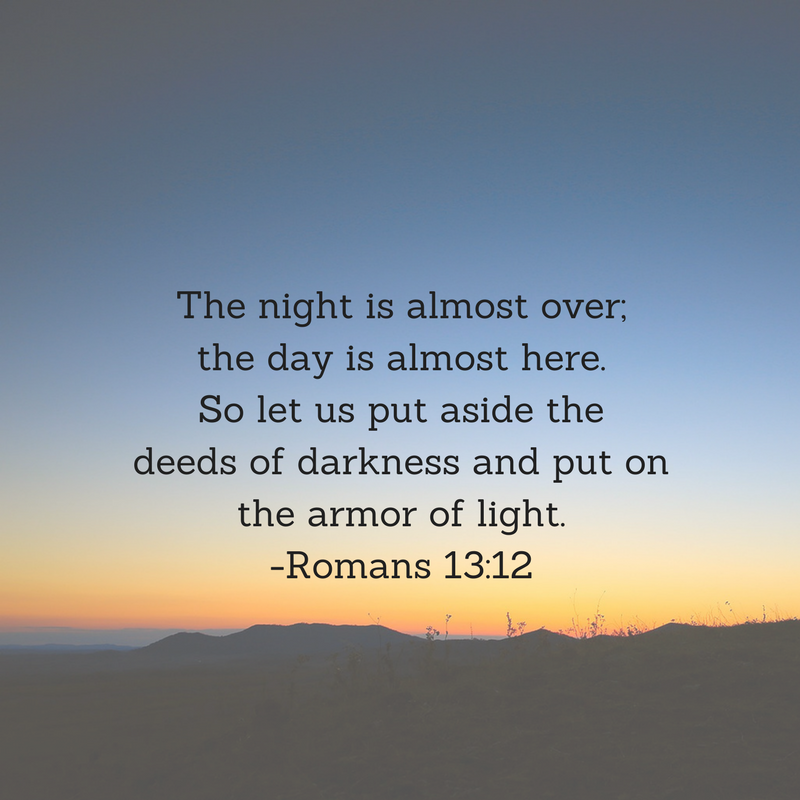 The night is almost over;
the day is almost here.
So let us put aside the
deeds of darkness and put on
the armor of light.
-Romans 13:12